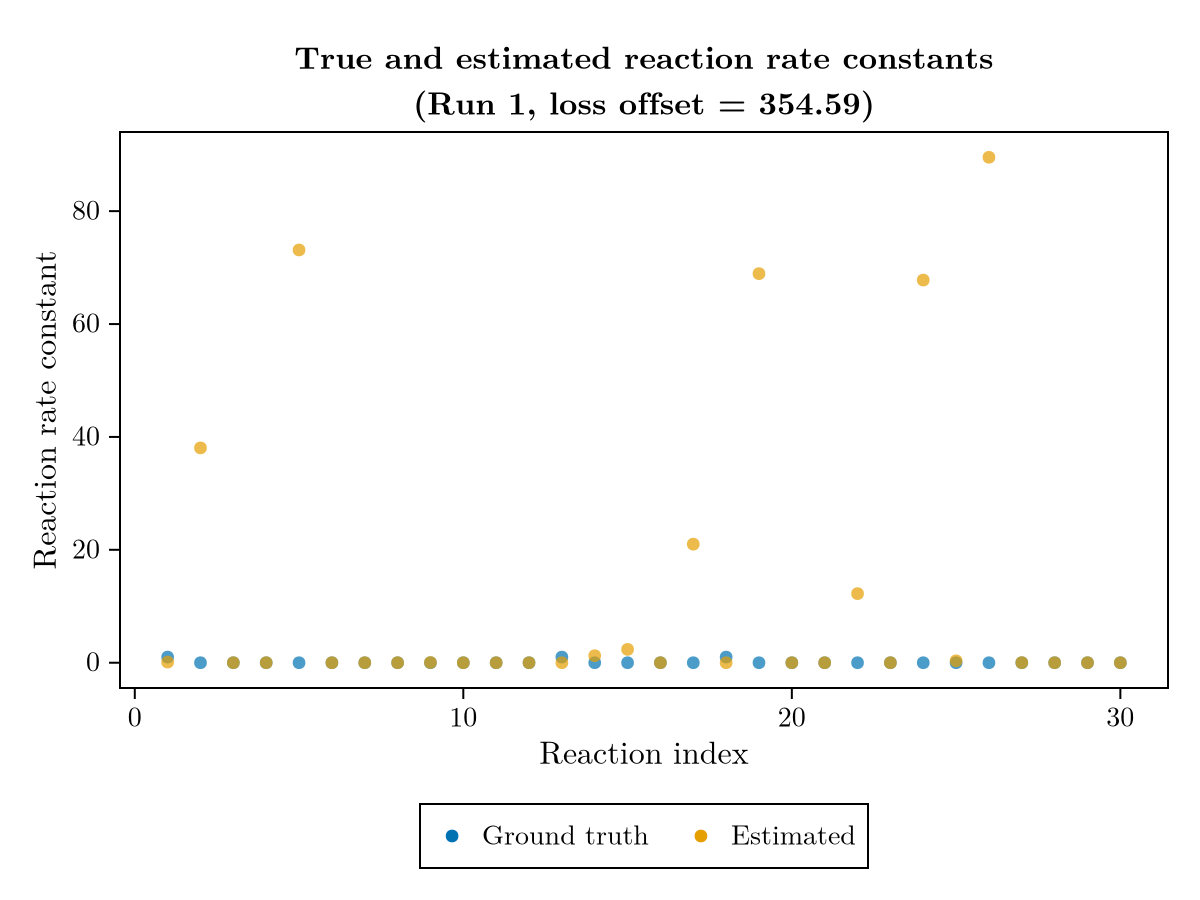 True and estimated reaction rate constants
(Run 1, loss offset = 354.59)
Reaction rate constant
80
60
40
20
0
0 10 20 30
Reaction index
Ground truth Estimated